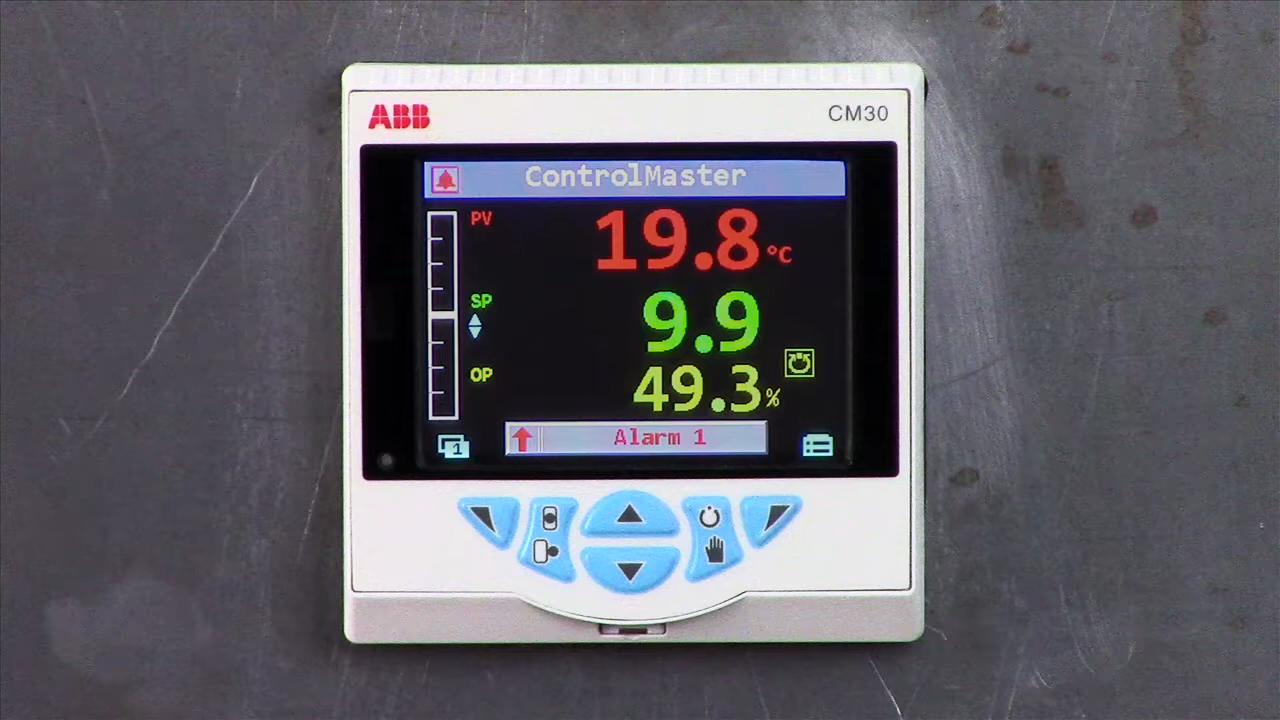 ABB CM30
ControlMaster
PV 19.8 °C
SP 9.9
OP 49.3 %
1 Alarm 1